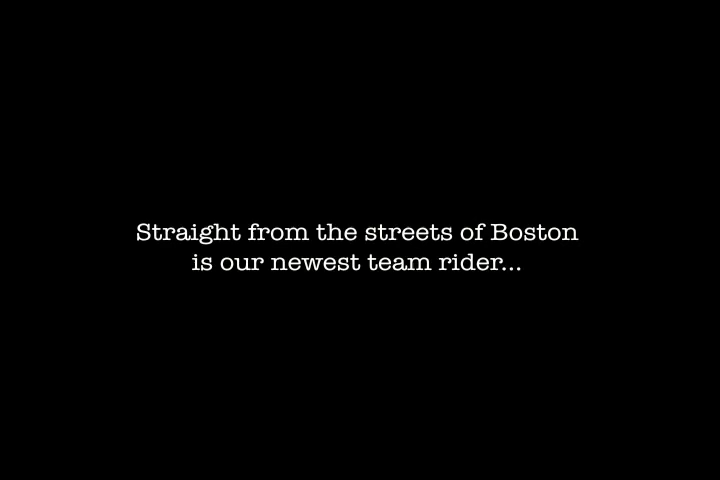 Straight from the streets of Boston
is our newest team rider...